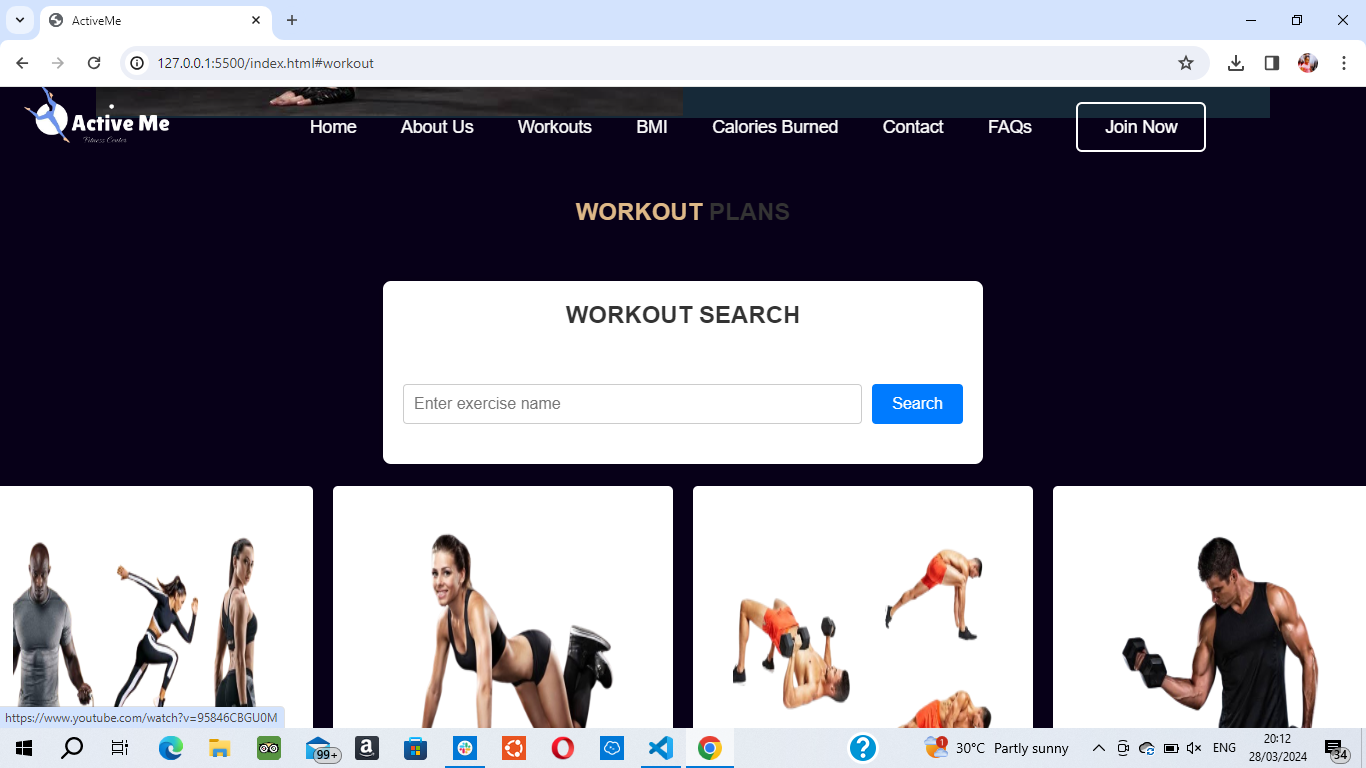 ActiveMe
127.0.0.1:5500/index.html#workout
Active Me
Fitness Center
Home About Us Workouts BMI Calories Burned Contact FAQs Join Now
WORKOUT PLANS
WORKOUT SEARCH
Enter exercise name Search
https://www.youtube.com/watch?v=95846CBGU0M
99+
a
1
30°C Partly sunny
ENG
20:12
28/03/2024
34